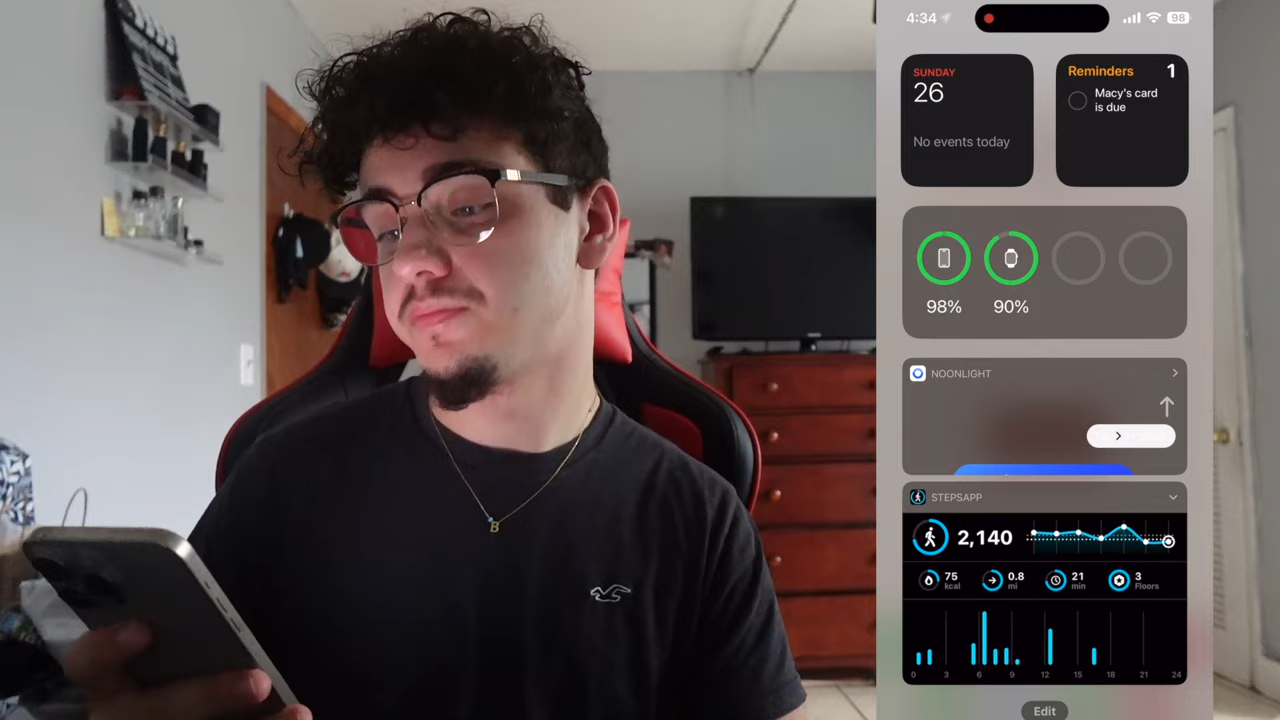 4:34
98
SUNDAY
26
No events today
Reminders 1
Macy's card
is due
98% 90%
NOONLIGHT
STEPSAPP
2,140
75 kcal 0.8 mi 21 min 3 Floors
0 3 6 9 12 15 18 21 24
Edit
B